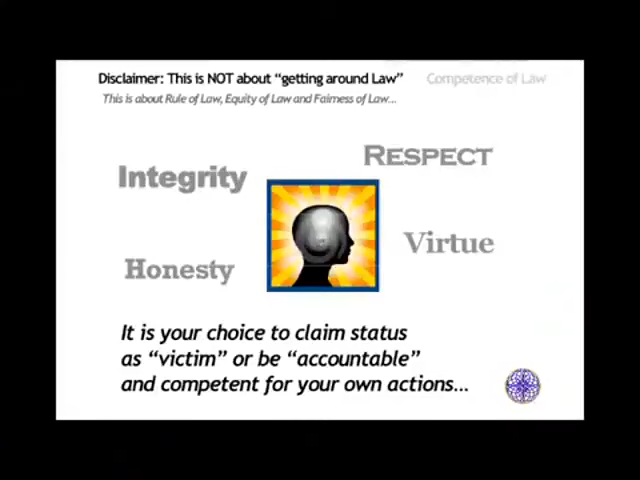 Disclaimer: This is NOT about “getting around Law”
Competence of Law
This is about Rule of Law, Equity of Law and Fairness of Law...
RESPECT
Integrity
Virtue
Honesty
It is your choice to claim status
as “victim” or be “accountable”
and competent for your own actions...